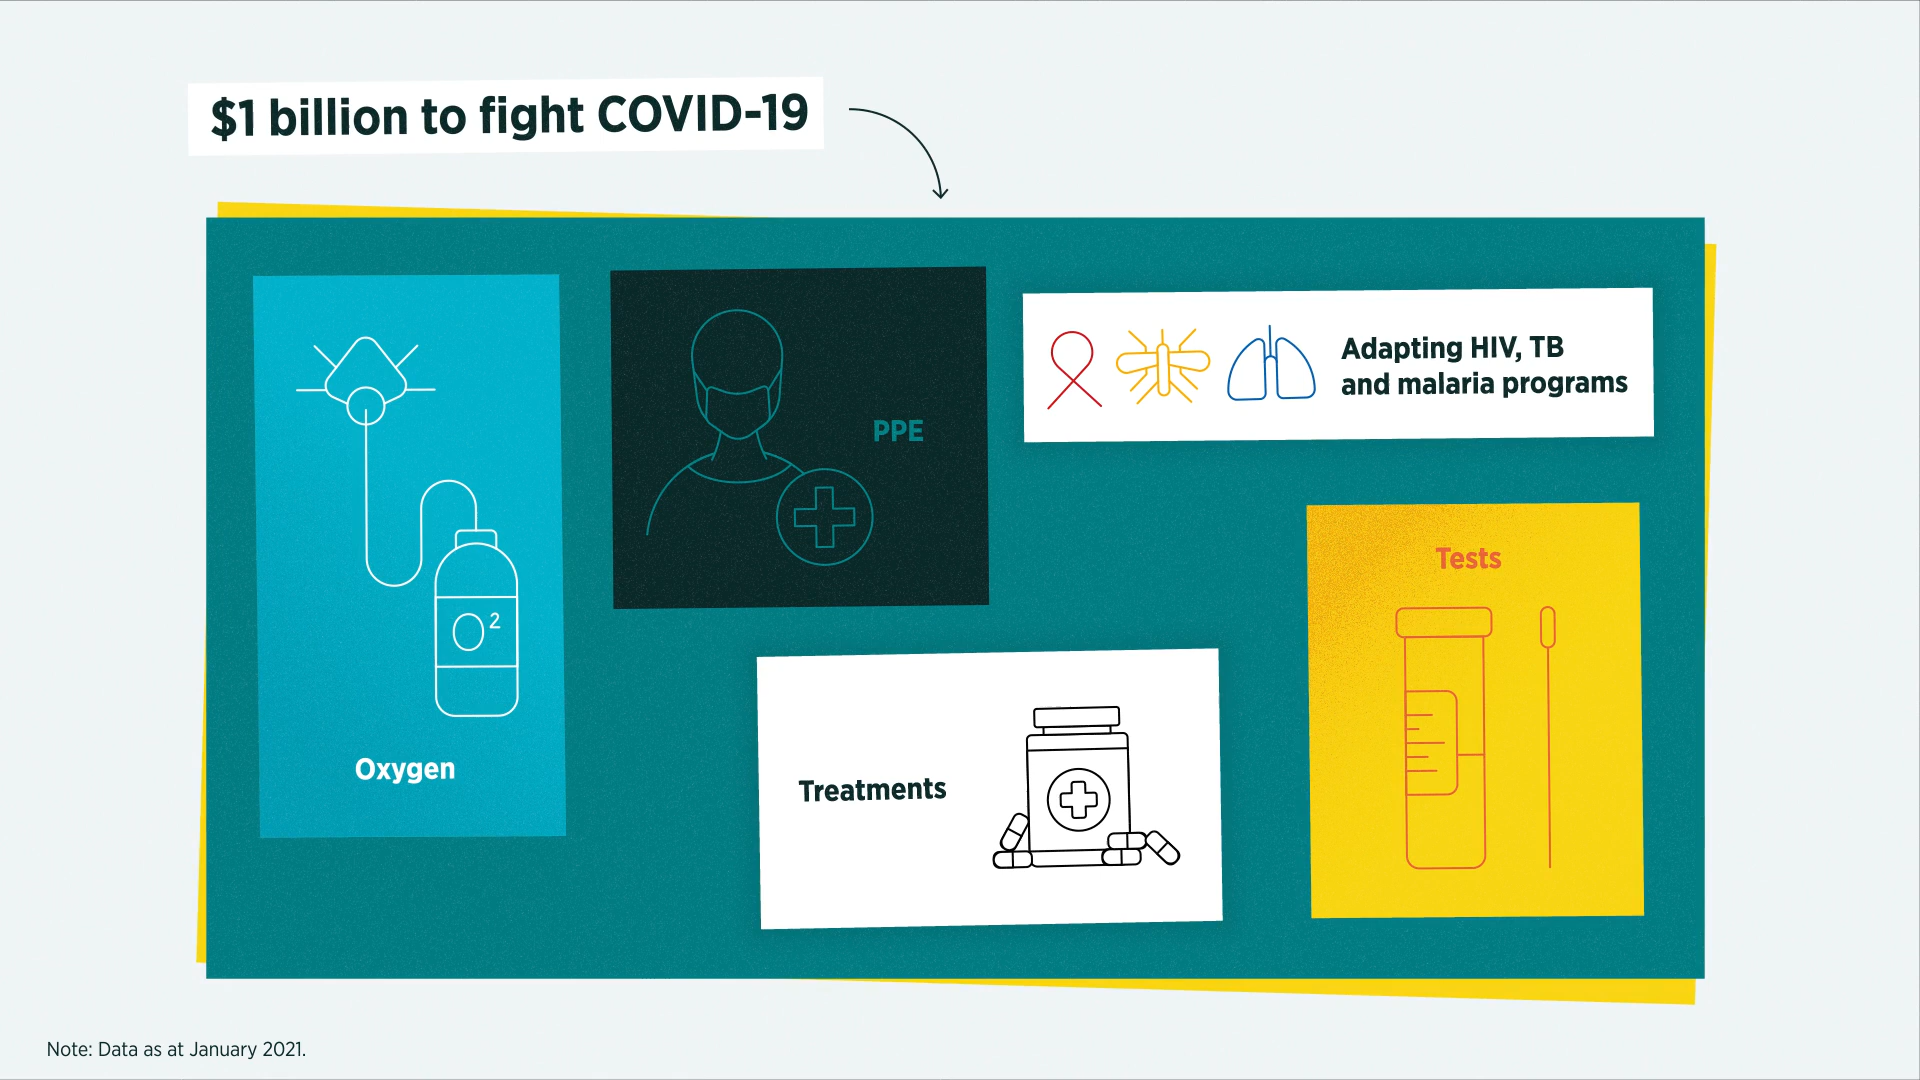 $1 billion to fight COVID-19
Oxygen
O²
PPE
Adapting HIV, TB
and malaria programs
Treatments
Tests
Note: Data as at January 2021.